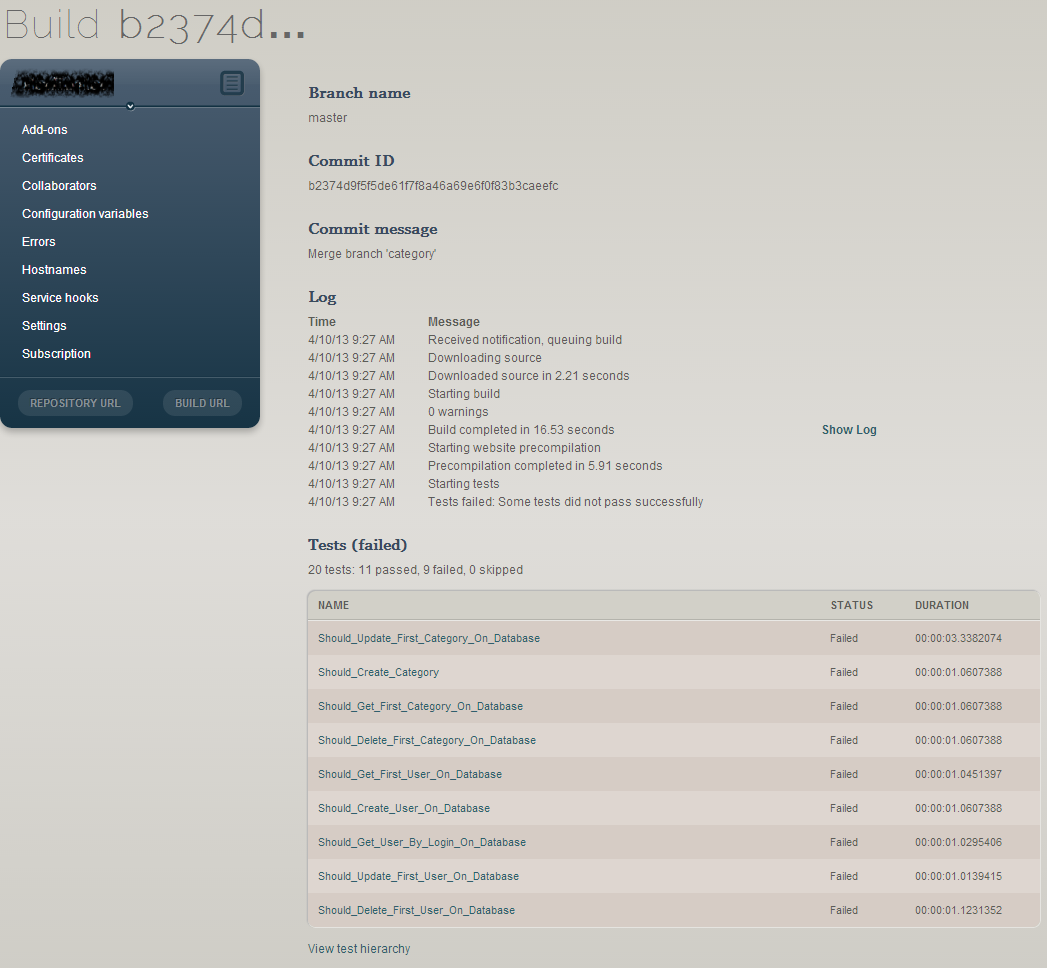 Build b2374d...
Add-ons
Certificates
Collaborators
Configuration variables
Errors
Hostnames
Service hooks
Settings
Subscription
REPOSITORY URL BUILD URL
Branch name
master
Commit ID
b2374d9f5f5de61f7f8a46a69e6f0f83b3caeefc
Commit message
Merge branch 'category'
Log
Time Message
4/10/13 9:27 AM Received notification, queuing build
4/10/13 9:27 AM Downloading source
4/10/13 9:27 AM Downloaded source in 2.21 seconds
4/10/13 9:27 AM Starting build
4/10/13 9:27 AM 0 warnings
4/10/13 9:27 AM Build completed in 16.53 seconds Show Log
4/10/13 9:27 AM Starting website precompilation
4/10/13 9:27 AM Precompilation completed in 5.91 seconds
4/10/13 9:27 AM Starting tests
4/10/13 9:27 AM Tests failed: Some tests did not pass successfully
Tests (failed)
20 tests: 11 passed, 9 failed, 0 skipped
NAME STATUS DURATION
Should_Update_First_Category_On_Database Failed 00:00:03.3382074
Should_Create_Category Failed 00:00:01.0607388
Should_Get_First_Category_On_Database Failed 00:00:01.0607388
Should_Delete_First_Category_On_Database Failed 00:00:01.0607388
Should_Get_First_User_On_Database Failed 00:00:01.0451397
Should_Create_User_On_Database Failed 00:00:01.0607388
Should_Get_User_By_Login_On_Database Failed 00:00:01.0295406
Should_Update_First_User_On_Database Failed 00:00:01.0139415
Should_Delete_First_User_On_Database Failed 00:00:01.1231352
View test hierarchy